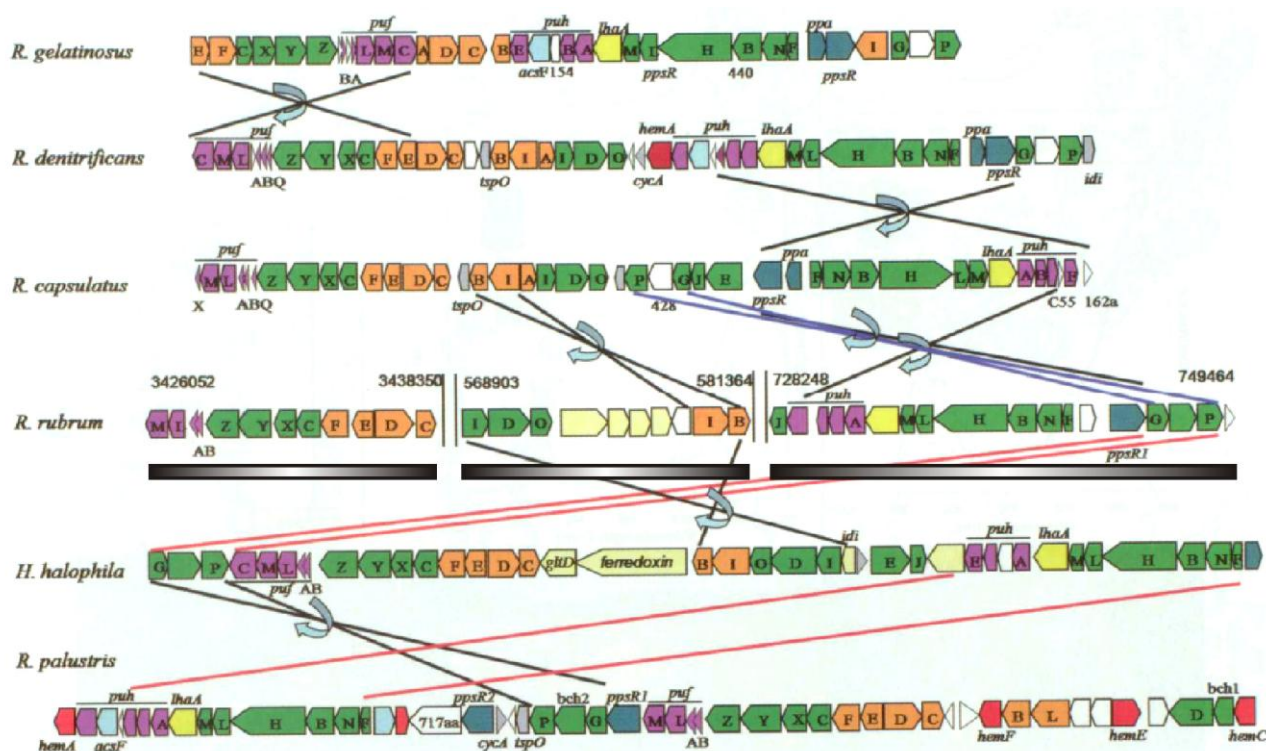 puf puh lhaA ppa
R. gelatinosus E F C X Y Z L M C A D C B E B A M L H B N F I G P
BA acsF 154 ppsR 440 ppsR
puf hemA puh lhaA ppa
R. denitrificans C M L Z Y X C F E D C B I A I D O M L H B N F G P
ABQ tspO cycA ppsR idi
puf ppa lhaA puh
R. capsulatus M L Z Y X C F E D C B I A I D O P G J E F N B H L M A B E
X ABQ tspO 428 ppsR C55 162a
3426052 3438350 568903 581364 728248 749464
puh
R. rubrum M L Z Y X C F E D C I D O I B J A M L H B N F G P
AB ppsR1
idi puh lhaA
H. halophila G P C M L Z Y X C F E D C gltD ferredoxin B I O D I E J E A M L H B N F
puf AB
R. palustris
puh lhaA ppsR2 bch2 ppsR1 puf bch1
A M L H B N F 717aa P G M L Z Y X C F E D C B L D
hemA acsF cycA tspO AB hemF hemE hemC